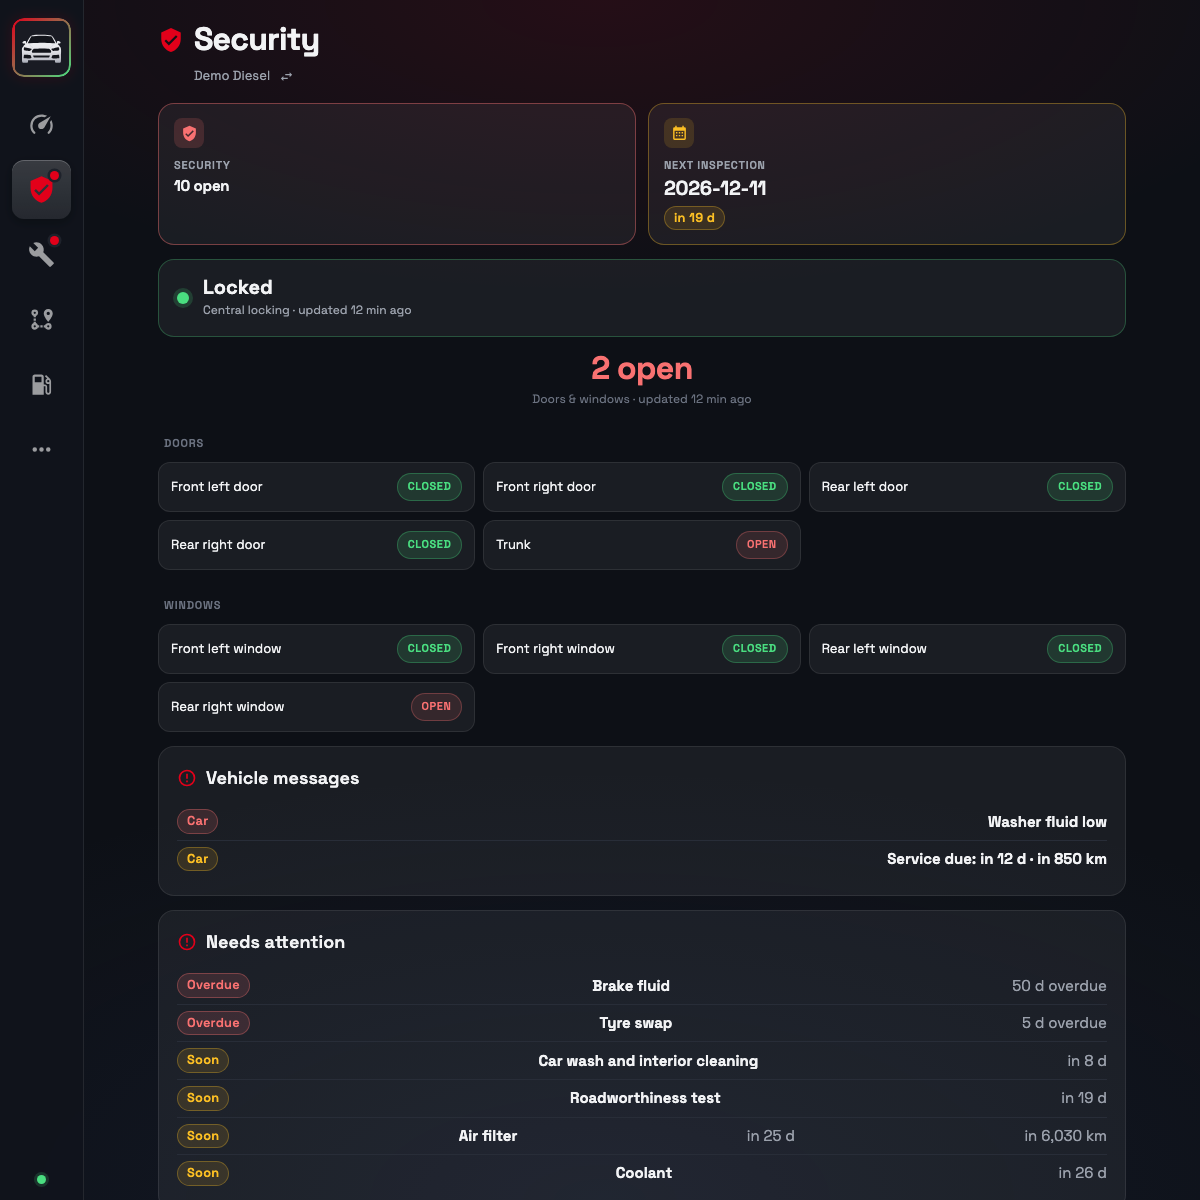 Security
Demo Diesel
SECURITY
10 open
NEXT INSPECTION
2026-12-11
in 19 d
Locked
Central locking · updated 12 min ago
2 open
Doors & windows · updated 12 min ago
DOORS
Front left door CLOSED
Front right door CLOSED
Rear left door CLOSED
Rear right door CLOSED
Trunk OPEN
WINDOWS
Front left window CLOSED
Front right window CLOSED
Rear left window CLOSED
Rear right window OPEN
Vehicle messages
Car Washer fluid low
Car Service due: in 12 d · in 850 km
Needs attention
Overdue Brake fluid 50 d overdue
Overdue Tyre swap 5 d overdue
Soon Car wash and interior cleaning in 8 d
Soon Roadworthiness test in 19 d
Soon Air filter in 25 d in 6,030 km
Soon Coolant in 26 d